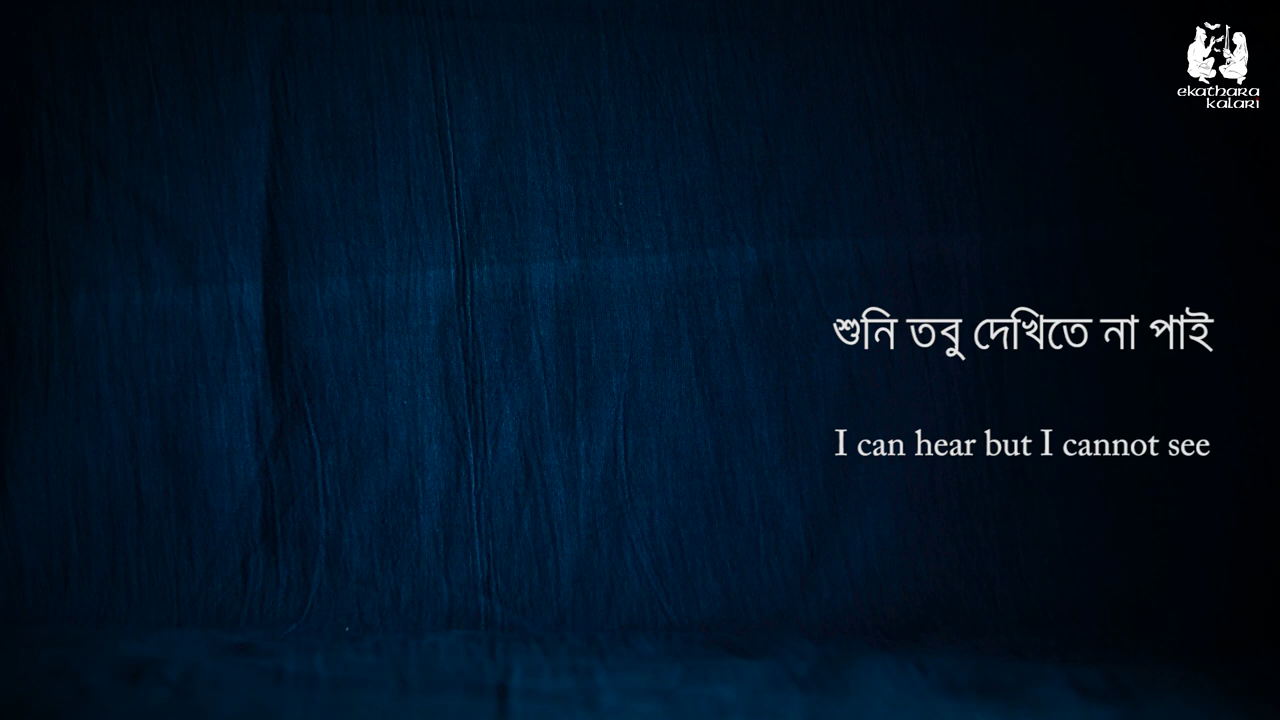 ekathara
kalari
শুনি তবু দেখিতে না পাই
I can hear but I cannot see